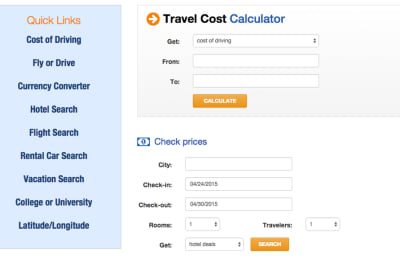 Quick Links
Cost of Driving
Fly or Drive
Currency Converter
Hotel Search
Flight Search
Rental Car Search
Vacation Search
College or University
Latitude/Longitude
Travel Cost Calculator
Get: cost of driving
From:
To:
CALCULATE
Check prices
City:
Check-in: 04/24/2015
Check-out: 04/30/2015
Rooms: 1 Travelers: 1
Get: hotel deals SEARCH